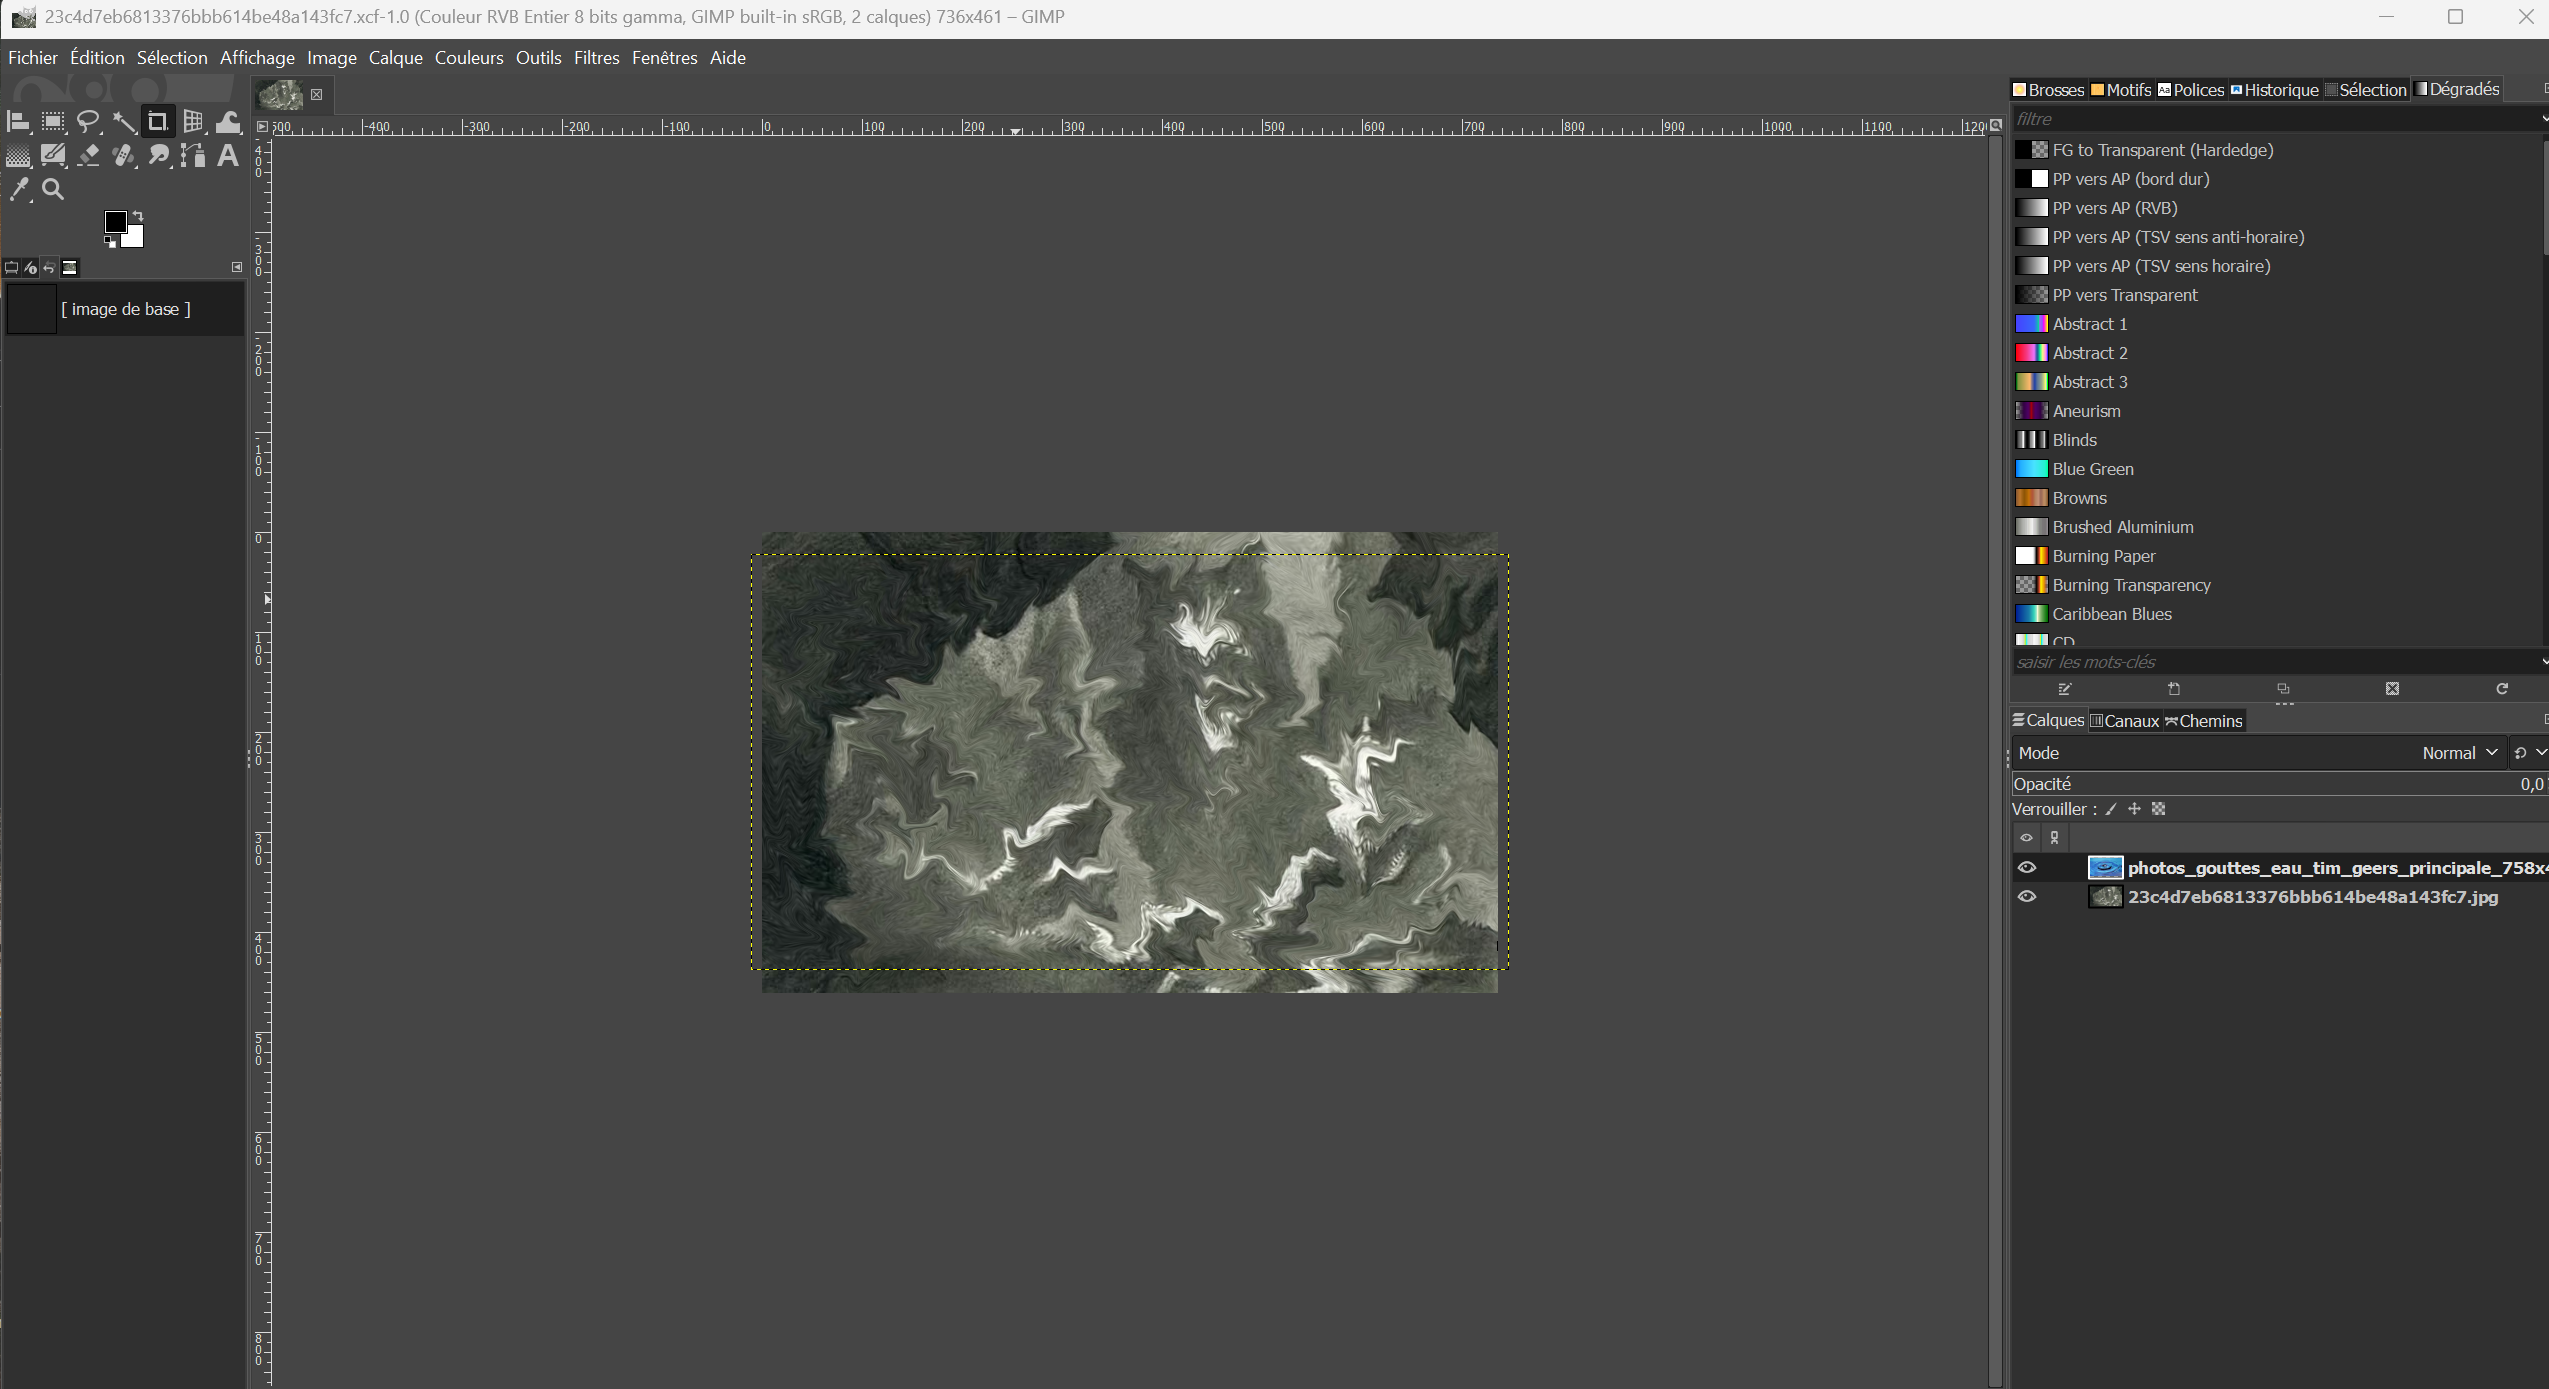 23c4d7eb6813376bbb614be48a143fc7.xcf-1.0 (Couleur RVB Entier 8 bits gamma, GIMP built-in sRGB, 2 calques) 736x461 – GIMP
Fichier Édition Sélection Affichage Image Calque Couleurs Outils Filtres Fenêtres Aide
Brosses Motifs Polices Historique Sélection Dégradés
-400 -300 -200 -100 0 100 200 300 400 500 600 700 800 900 1000 1100
filtre
FG to Transparent (Hardedge)
PP vers AP (bord dur)
PP vers AP (RVB)
PP vers AP (TSV sens anti-horaire)
PP vers AP (TSV sens horaire)
PP vers Transparent
[ image de base ]
Abstract 1
Abstract 2
Abstract 3
Aneurism
Blinds
Blue Green
Browns
Brushed Aluminium
Burning Paper
Burning Transparency
Caribbean Blues
CD
saisir les mots-clés
Calques Canaux Chemins
Mode Normal
Opacité 0,0
Verrouiller :
photos_gouttes_eau_tim_geers_principale_758x4
23c4d7eb6813376bbb614be48a143fc7.jpg